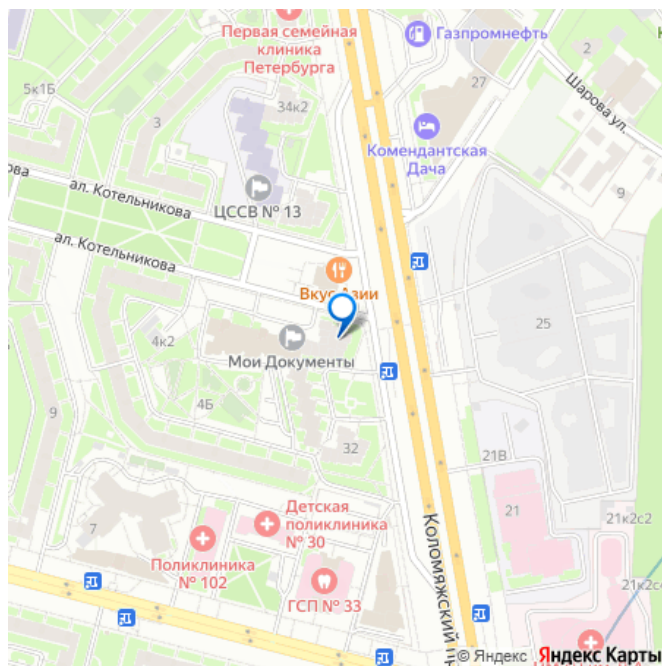 Первая семейная
клиника
Петербурга
Газпромнефть
2
5к1Б
3
34к2
27
Шарова ул.
Комендантская
Дача
9
ал. Котельникова
ЦССВ № 13
ал. Котельникова
Вкус Азии
25
4к2
Мои Документы
4Б
9
32
21В
Детская
поликлиника
№ 30
21
21к2с2
7
Поликлиника
№ 102
Коломяжский
ГСП № 33
© Яндекс
Яндекс Карты